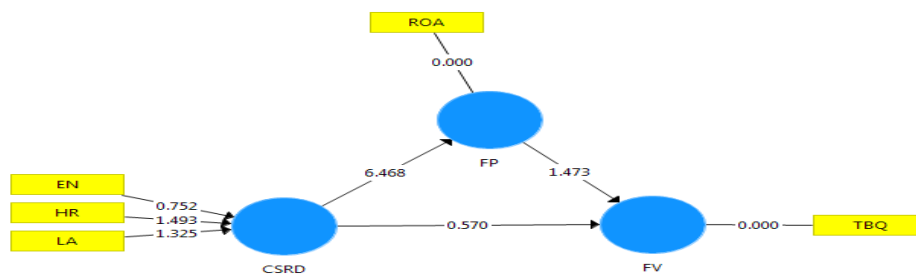 ROA
0.000
FP
6.468
1.473
EN
HR
LA
0.752
1.493
1.325
0.570
0.000
TBQ
CSRD
FV